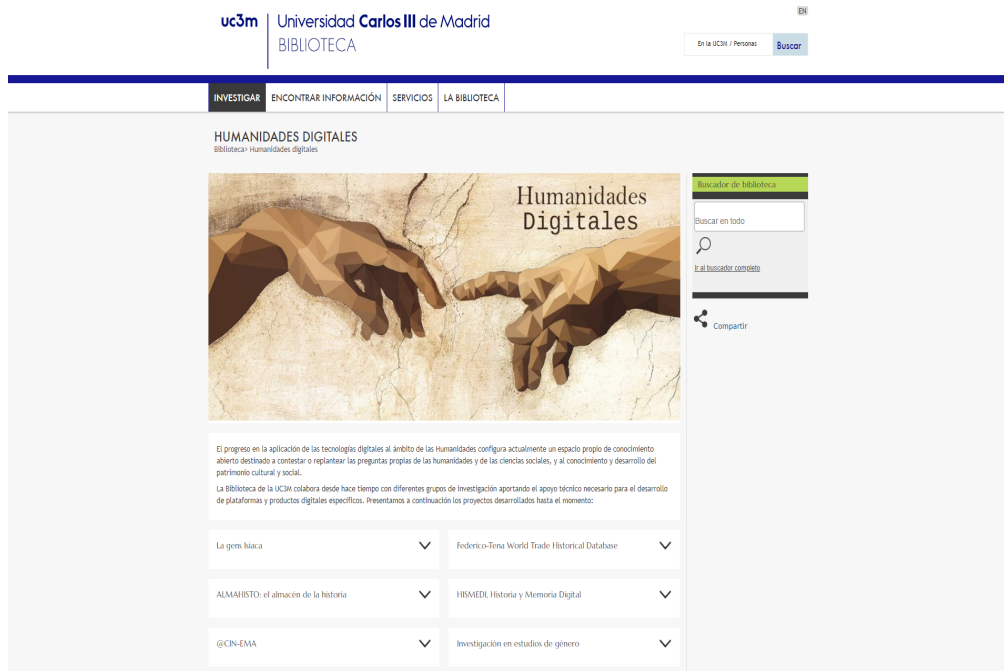 uc3m
Universidad Carlos III de Madrid
BIBLIOTECA
EN
En la UC3M / Personas
Buscar
INVESTIGAR
ENCONTRAR INFORMACIÓN
SERVICIOS
LA BIBLIOTECA
HUMANIDADES DIGITALES
Biblioteca> Humanidades digitales
Humanidades
Digitales
Buscador de biblioteca
Buscar en todo
Ir al buscador completo
Compartir
El progreso en la aplicación de las tecnologías digitales al ámbito de las Humanidades configura actualmente un espacio propio de conocimiento
abierto destinado a contestar o replantear las preguntas propias de las humanidades y de las ciencias sociales, y al conocimiento y desarrollo del
patrimonio cultural y social.
La Biblioteca de la UC3M colabora desde hace tiempo con diferentes grupos de investigación aportando el apoyo técnico necesario para el desarrollo
de plataformas y productos digitales específicos. Presentamos a continuación los proyectos desarrollados hasta el momento:
La gens Isiaca
Federico-Tena World Trade Historical Database
ALMAHISTO: el almacén de la historia
HISMEDI, Historia y Memoria Digital
@CIN-EMA
Investigación en estudios de género